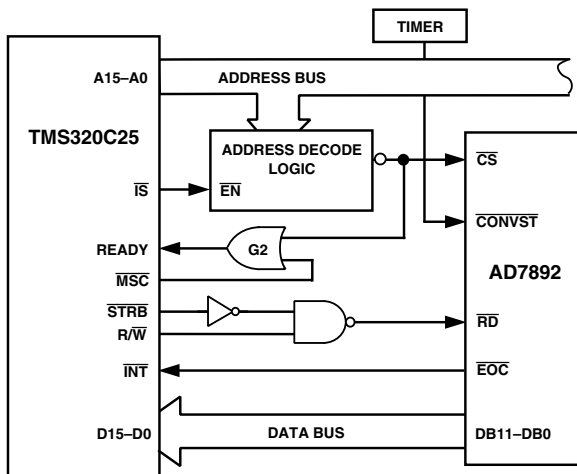 TIMER
A15–A0
ADDRESS BUS
TMS320C25
ADDRESS DECODE
LOGIC
CS
IS
EN
CONVST
READY
G2
AD7892
MSC
STRB
R/W
RD
INT
EOC
D15–D0
DATA BUS
DB11–DB0